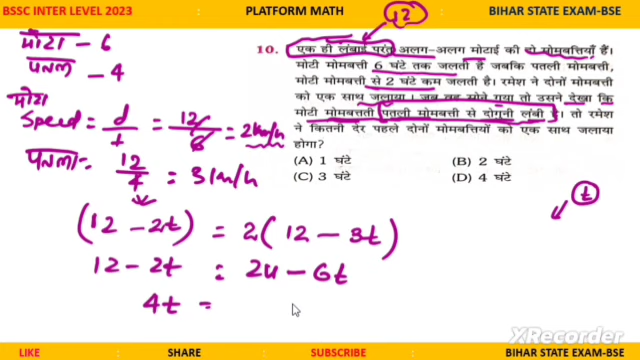 BSSC INTER LEVEL 2023 PLATFORM MATH BIHAR STATE EXAM-BSE
मोटा - 6
पतल - 4
मोटा
Speed = d/t = 12/6 = 2km/h
पतला - 12/4 = 3km/h
12
10. एक ही लंबाई परंतु अलग-अलग मोटाई की दो मोमबत्तियाँ हैं।
मोटी मोमबत्ती 6 घंटे तक जलती है जबकि पतली मोमबत्ती,
मोटी मोमबत्ती से 2 घंटे कम जलती है। रमेश ने दोनों मोमबत्ती
को एक साथ जलाया। जब वह सोने गया तो उसने देखा कि
मोटी मोमबत्तती पतली मोमबत्ती से दोगुनी लंबी है। तो रमेश
ने कितनी देर पहले दोनों मोमबत्तियों को एक साथ जलाया
होगा?
(A) 1 घंटे (B) 2 घंटे
(C) 3 घंटे (D) 4 घंटे
t
(12 - 2t) = 2(12 - 3t)
12 - 2t = 24 - 6t
4t =
XRecorder
LIKE SHARE SUBSCRIBE BIHAR STATE EXAM-BSE